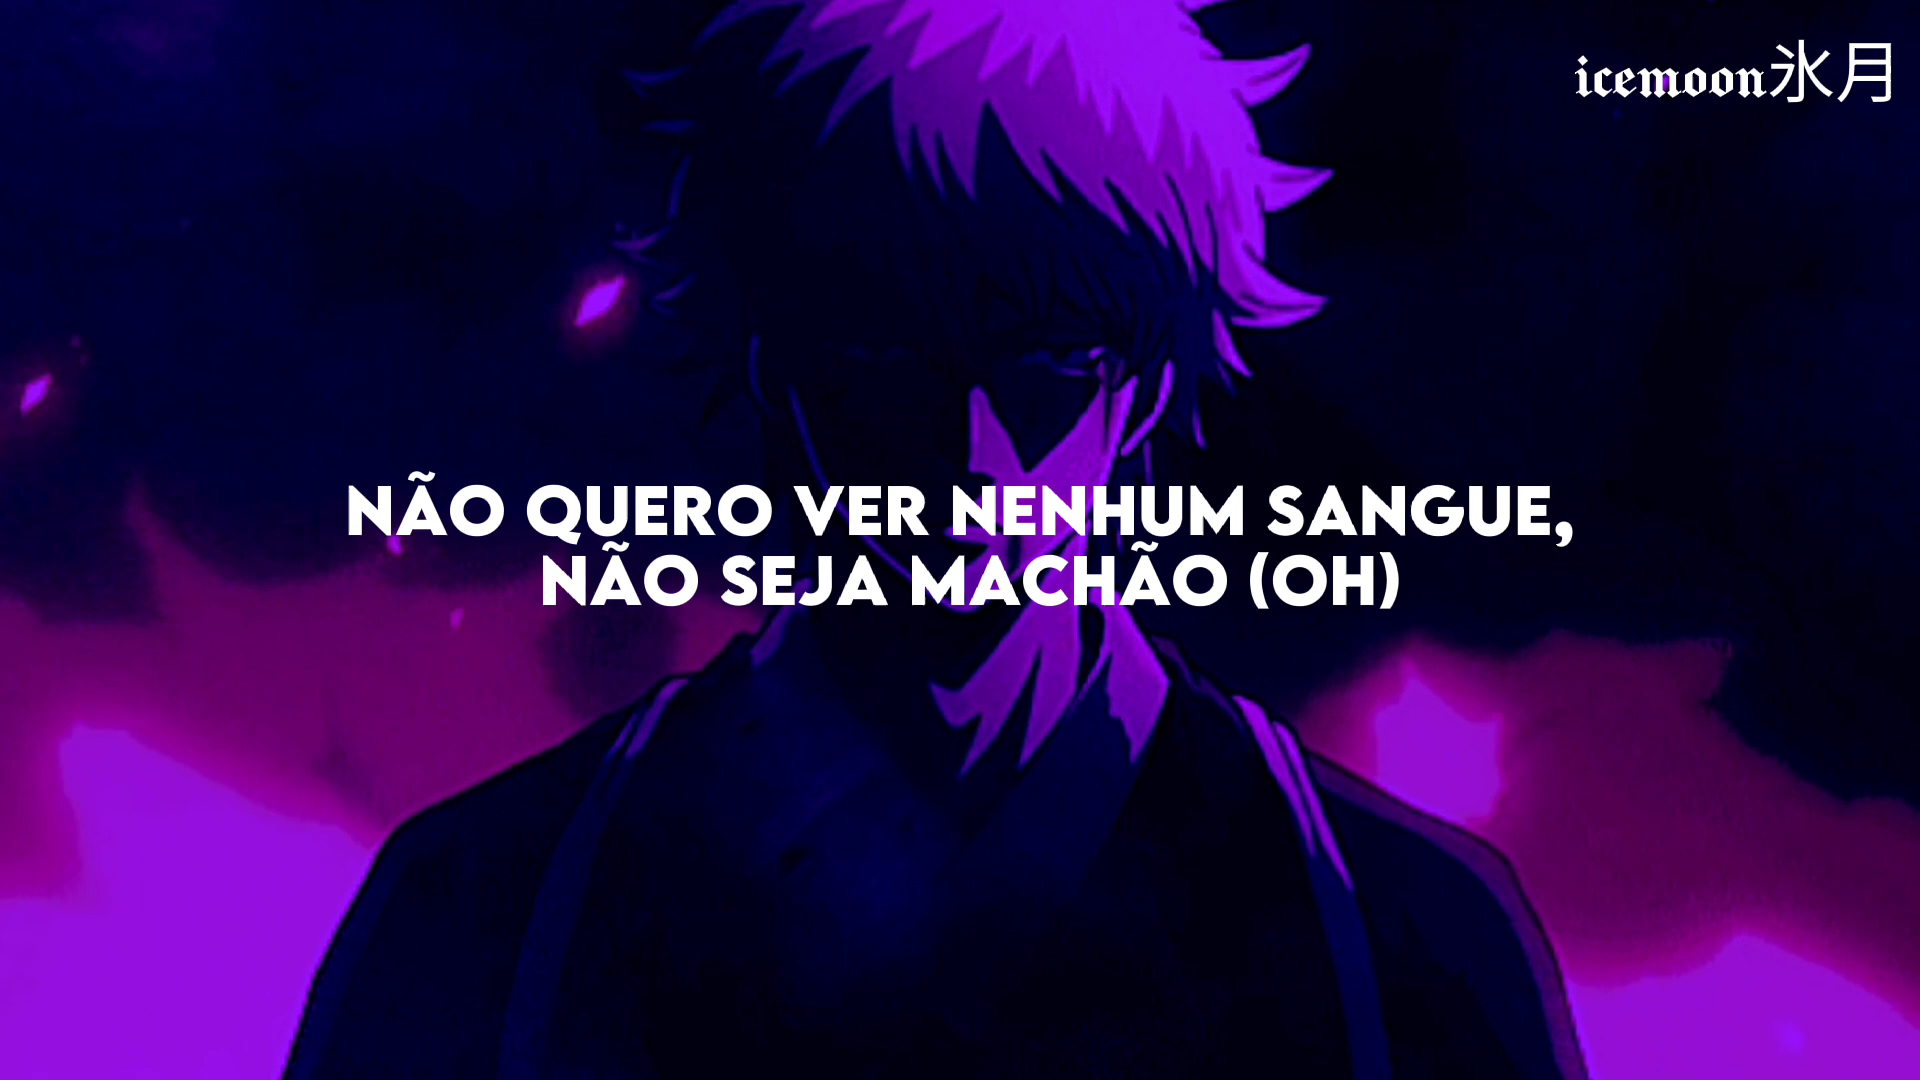 icemoon氷月
NÃO QUERO VER NENHUM SANGUE,
NÃO SEJA MACHÃO (OH)